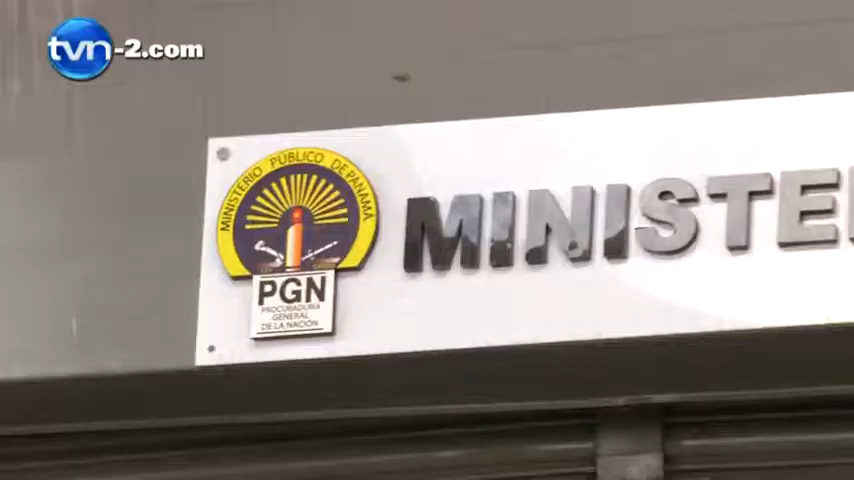 tvn-2.com
MINISTERIO PÚBLICO DE PANAMÁ
MINISTE
PGN
PROCURADURÍA
GENERAL
DE LA NACIÓN